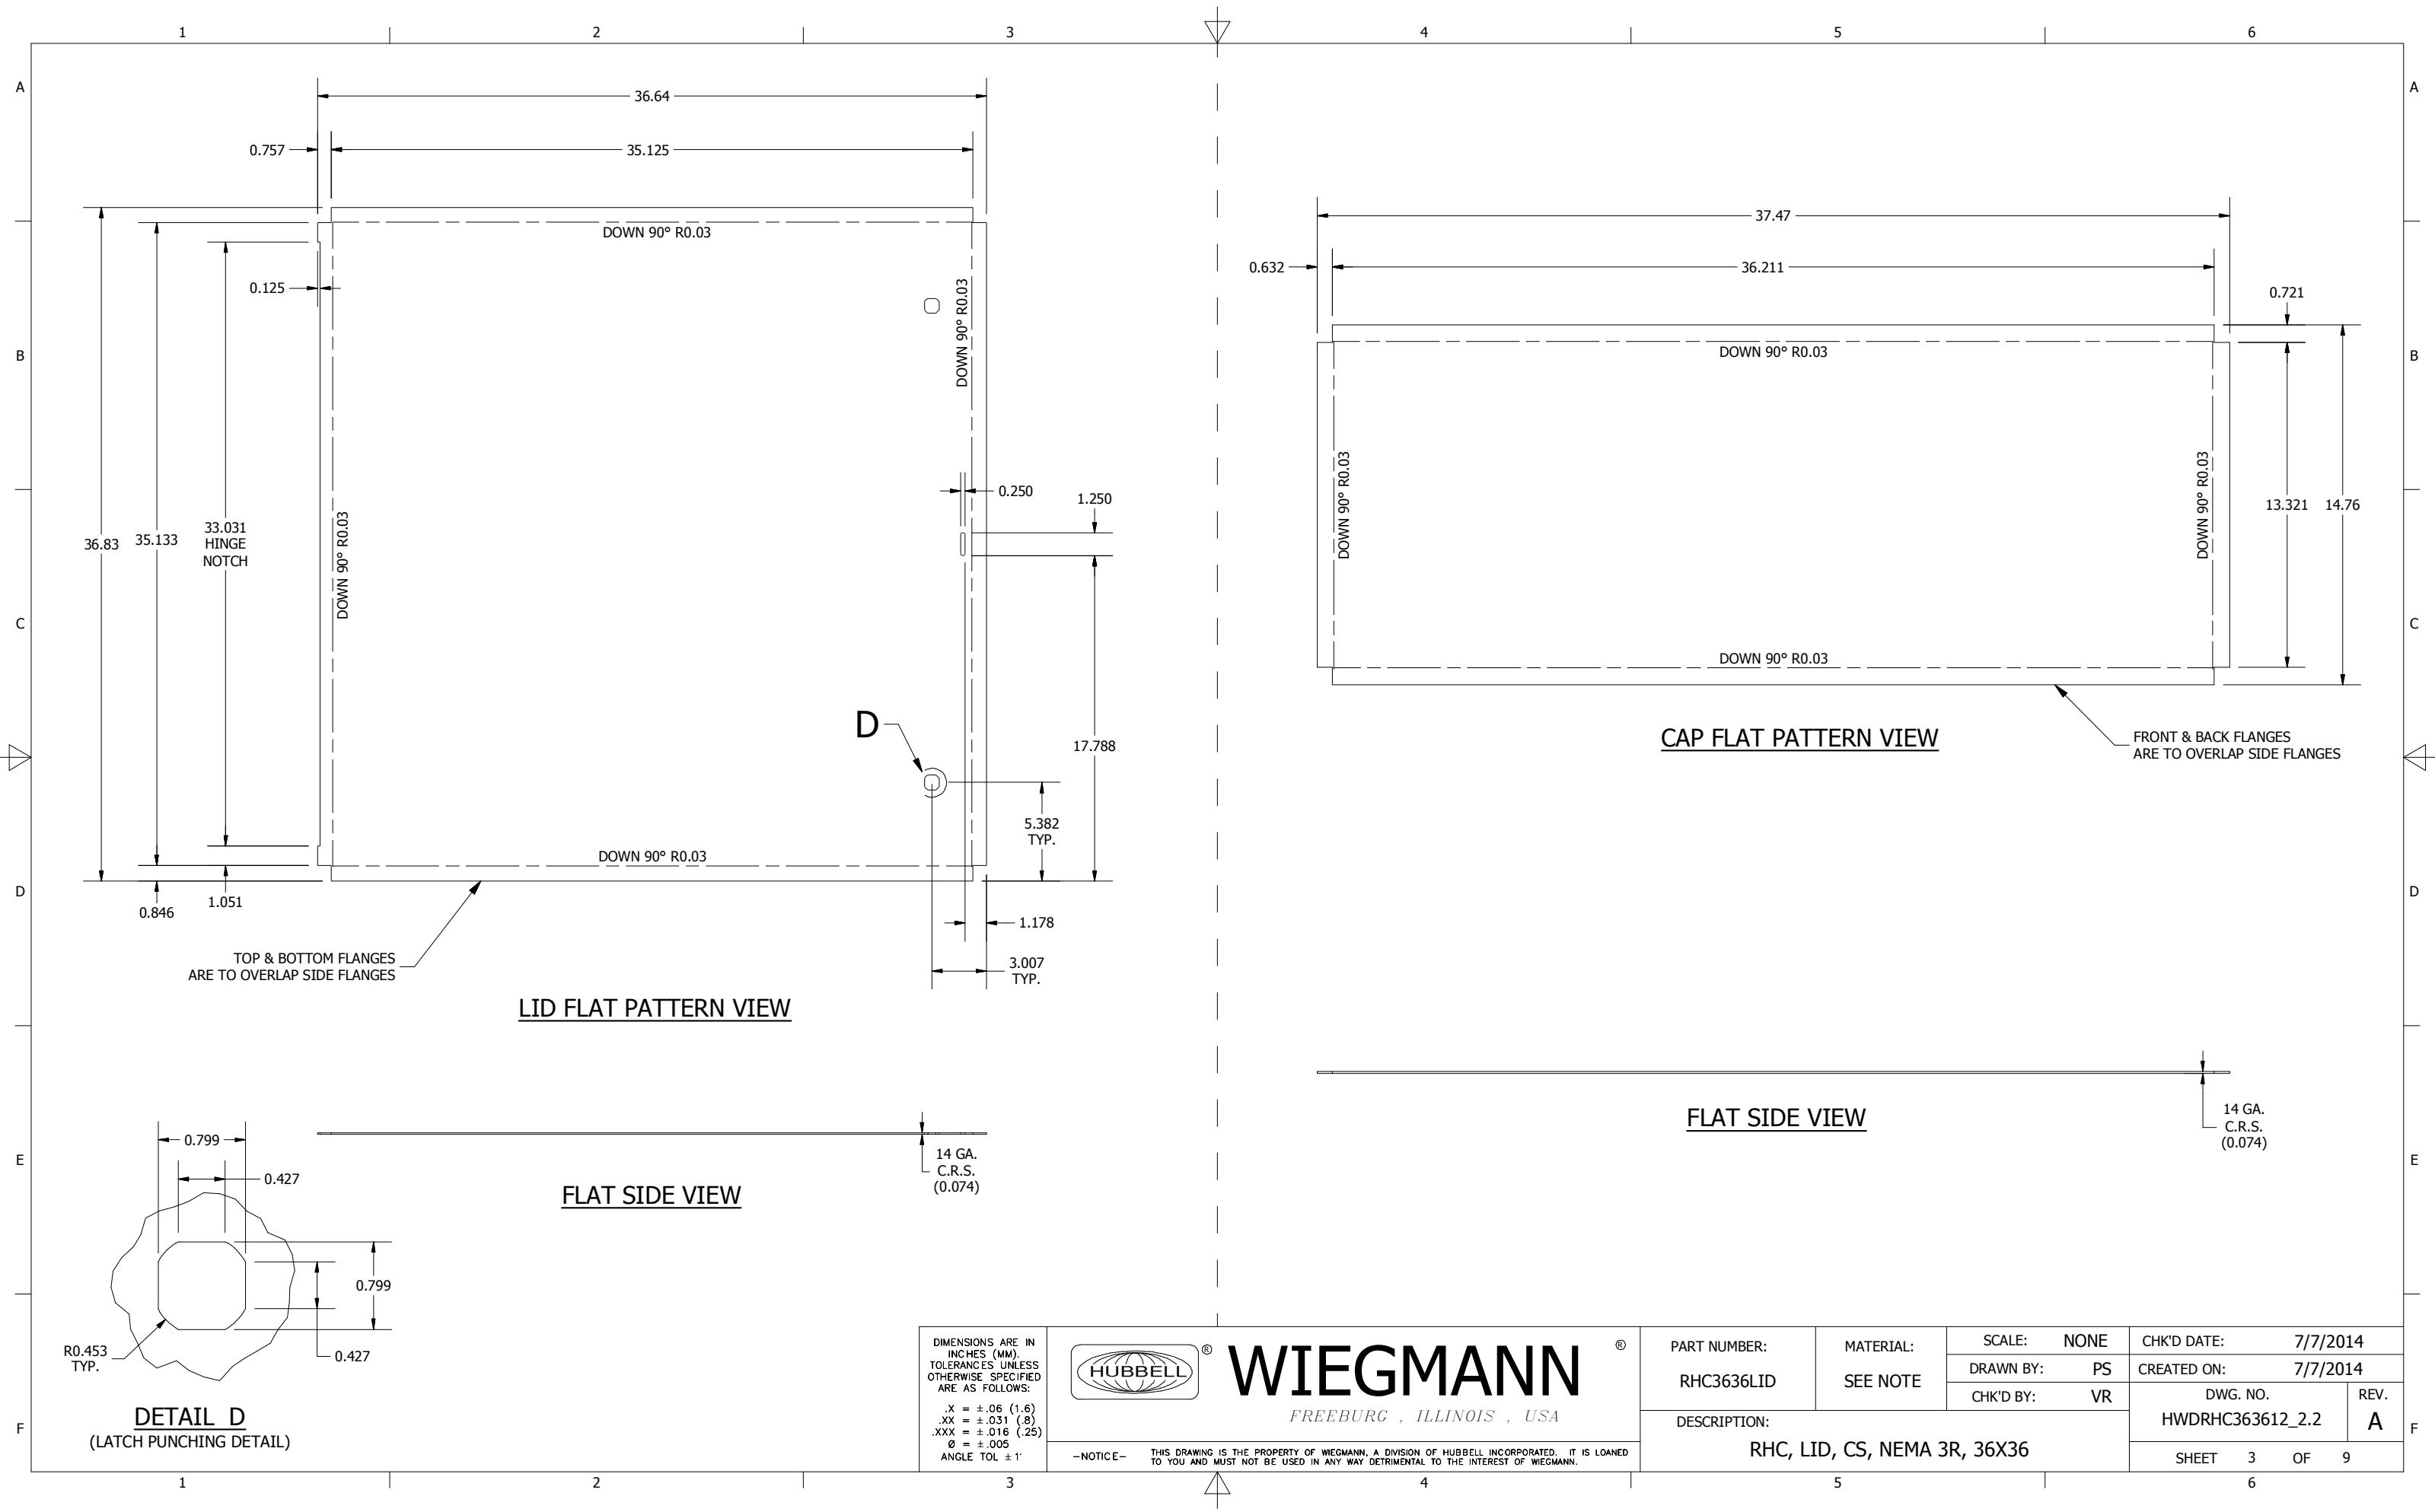 1 2 3 4 5 6
A A
B B
C C
D D
E E
F F
36.64
0.757
35.125
DOWN 90° R0.03
0.125
DOWN 90° R0.03
36.83
35.133
33.031
HINGE
NOTCH
DOWN 90° R0.03
0.250
1.250
17.788
D
5.382
TYP.
DOWN 90° R0.03
0.846
1.051
1.178
3.007
TYP.
TOP & BOTTOM FLANGES
ARE TO OVERLAP SIDE FLANGES
LID FLAT PATTERN VIEW
37.47
0.632
36.211
0.721
DOWN 90° R0.03
DOWN 90° R0.03
DOWN 90° R0.03
13.321
14.76
DOWN 90° R0.03
CAP FLAT PATTERN VIEW
FRONT & BACK FLANGES
ARE TO OVERLAP SIDE FLANGES
14 GA.
C.R.S.
(0.074)
FLAT SIDE VIEW
14 GA.
C.R.S.
(0.074)
FLAT SIDE VIEW
0.799
0.427
0.799
0.427
R0.453
TYP.
DETAIL D
(LATCH PUNCHING DETAIL)
DIMENSIONS ARE IN
INCHES (MM).
TOLERANCES UNLESS
OTHERWISE SPECIFIED
ARE AS FOLLOWS:
.X = ±.06 (1.6)
.XX = ±.031 (.8)
.XXX = ±.016 (.25)
Ø = ±.005
ANGLE TOL ±1°
HUBBELL ®
WIEGMANN ®
FREEBURG , ILLINOIS , USA
-NOTICE-
THIS DRAWING IS THE PROPERTY OF WIEGMANN, A DIVISION OF HUBBELL INCORPORATED. IT IS LOANED
TO YOU AND MUST NOT BE USED IN ANY WAY DETRIMENTAL TO THE INTEREST OF WIEGMANN.
PART NUMBER:
RHC3636LID
MATERIAL:
SEE NOTE
SCALE: NONE
DRAWN BY: PS
CHK'D BY: VR
CHK'D DATE: 7/7/2014
CREATED ON: 7/7/2014
DESCRIPTION:
RHC, LID, CS, NEMA 3R, 36X36
DWG. NO.
HWDRHC363612_2.2
REV.
A
SHEET 3 OF 9
1 2 3 4 5 6